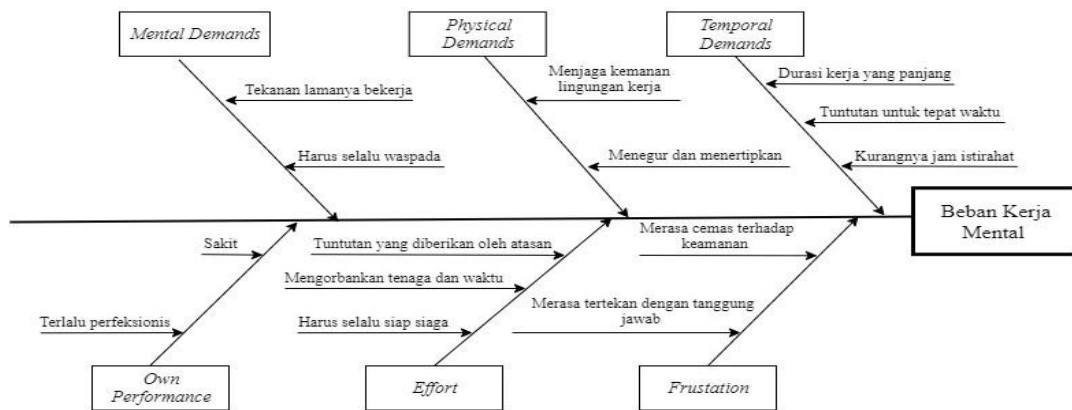 Mental Demands
Physical
Demands
Temporal
Demands
Tekanan lamanya bekerja
Harus selalu waspada
Menjaga kemanan
lingungan kerja
Menegur dan menertipkan
Durasi kerja yang panjang
Tuntutan untuk tepat waktu
Kurangnya jam istirahat
Beban Kerja
Mental
Sakit
Terlalu perfeksionis
Tuntutan yang diberikan oleh atasan
Mengorbankan tenaga dan waktu
Harus selalu siap siaga
Merasa cemas terhadap
keamanan
Merasa tertekan dengan tanggung
jawab
Own
Performance
Effort
Frustation